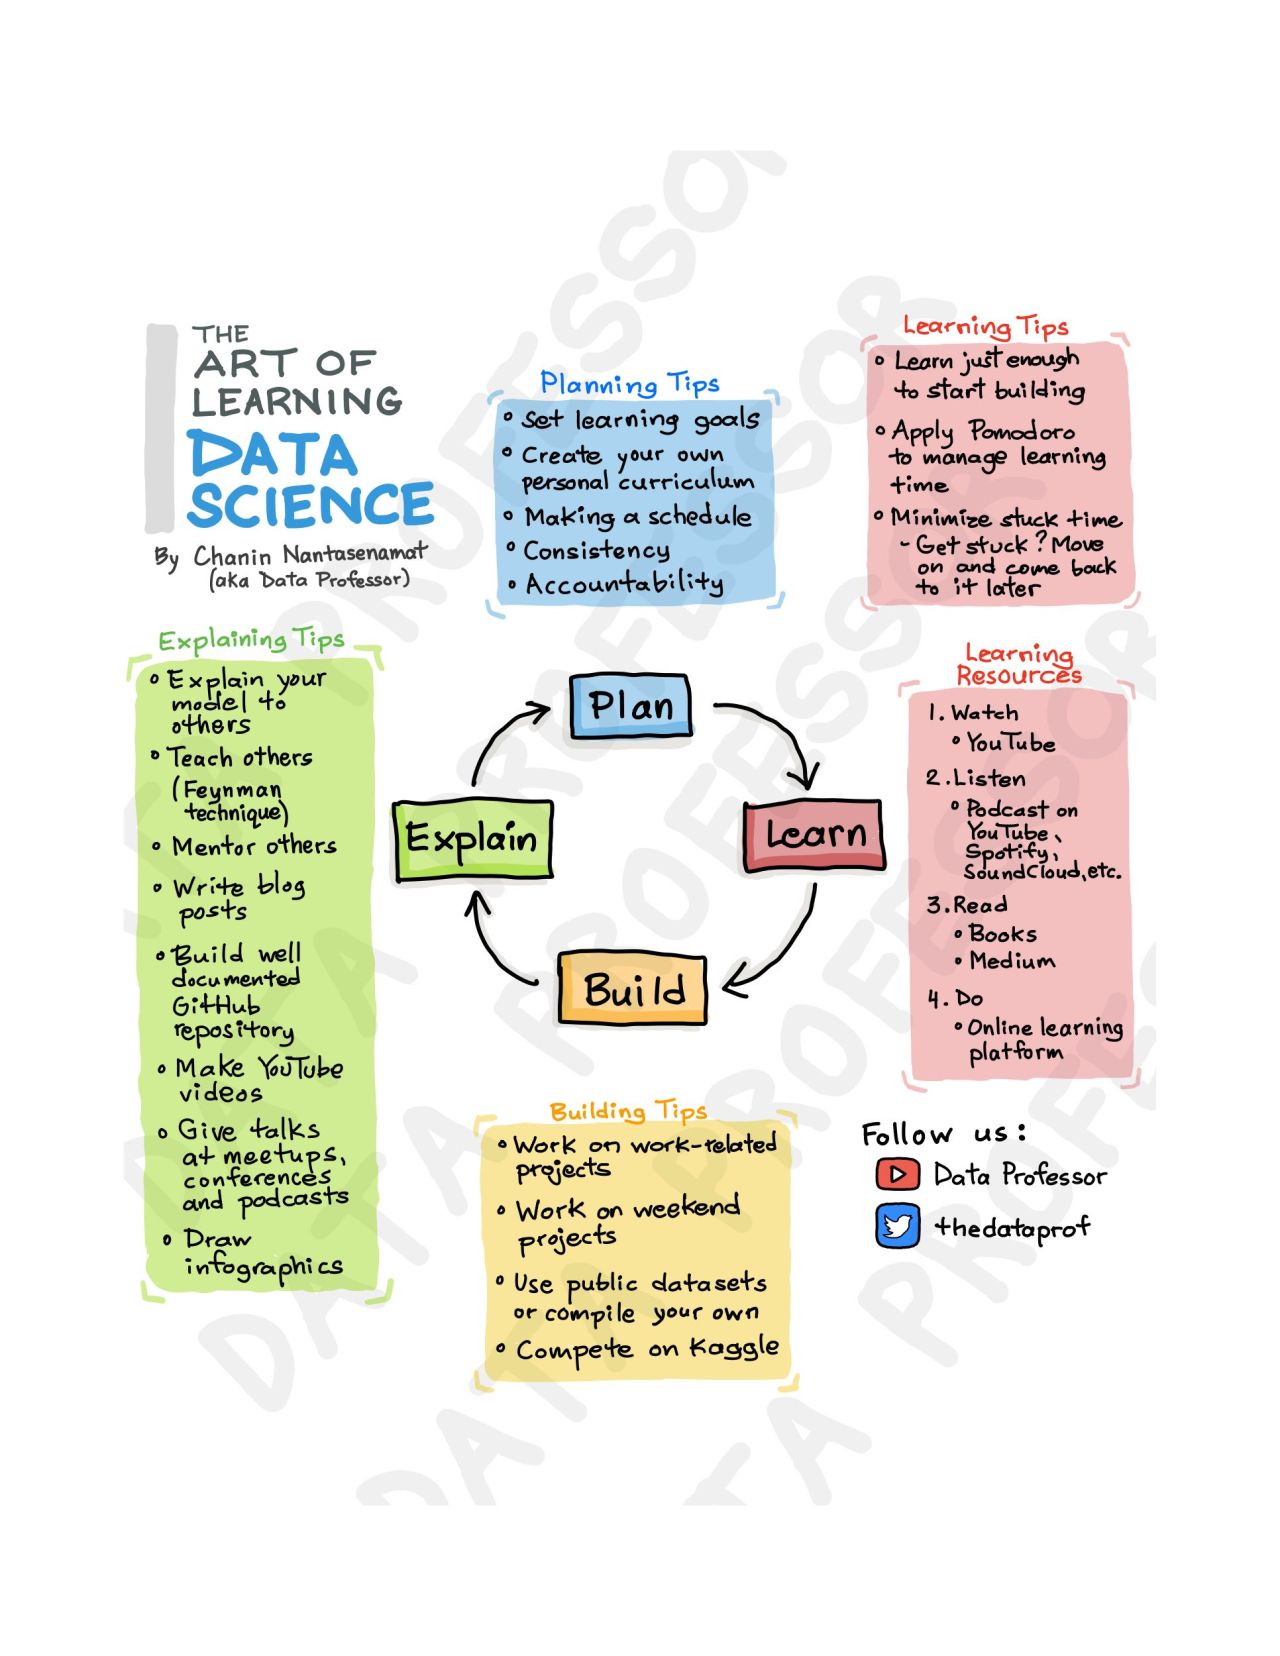 THE
ART OF
LEARNING
DATA
SCIENCE
By Chanin Nantasenamat
(aka Data Professor)
Planning Tips
Set learning goals
Create your own
personal curriculum
Making a schedule
Consistency
Accountability
Learning Tips
Learn just enough
to start building
Apply Pomodoro
to manage learning
time
Minimize stuck time
- Get stuck? Move
on and come back
to it later
Explaining Tips
Explain your
model to
others
Teach others
(Feynman
technique)
Mentor others
Write blog
posts
Build well
documented
GitHub
repository
Make YouTube
videos
Give talks
at meetups,
conferences
and podcasts
Draw
infographics
Plan
Learn
Build
Explain
Learning
Resources
1. Watch
YouTube
2. Listen
Podcast on
YouTube,
Spotify,
SoundCloud, etc.
3. Read
Books
Medium
4. Do
Online learning
platform
Building Tips
Work on work-related
projects
Work on weekend
projects
Use public datasets
or compile your own
Compete on Kaggle
Follow us:
Data Professor
thedataprof
DATA PROFESSOR
DATA PROFESSOR
DATA PROFESSOR
DATA PROFESSOR